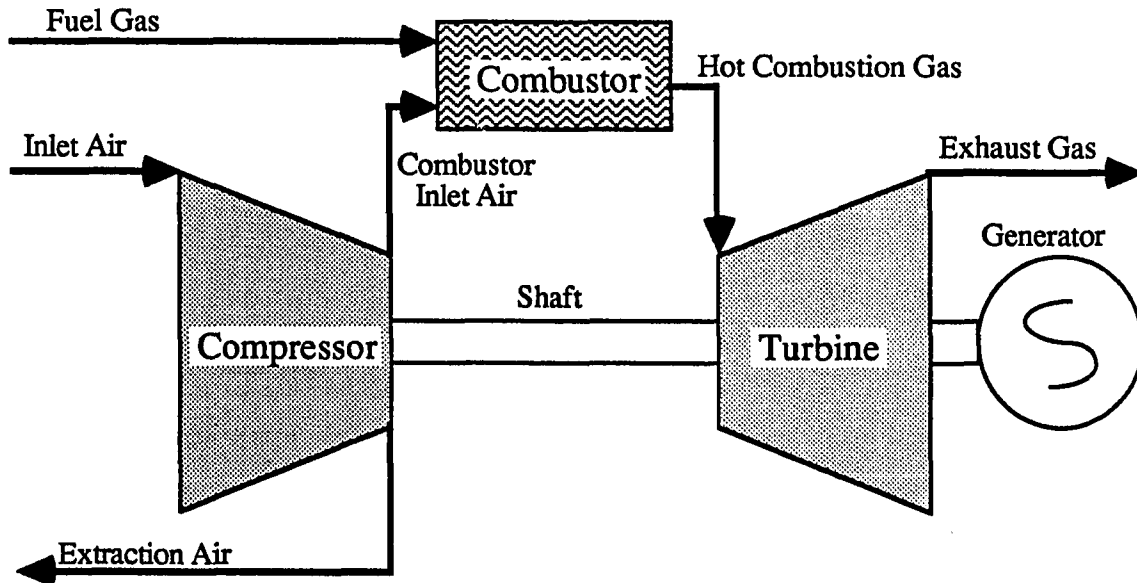 Fuel Gas
Combustor
Hot Combustion Gas
Inlet Air
Combustor
Inlet Air
Exhaust Gas
Generator
Shaft
Compressor
Turbine
Extraction Air